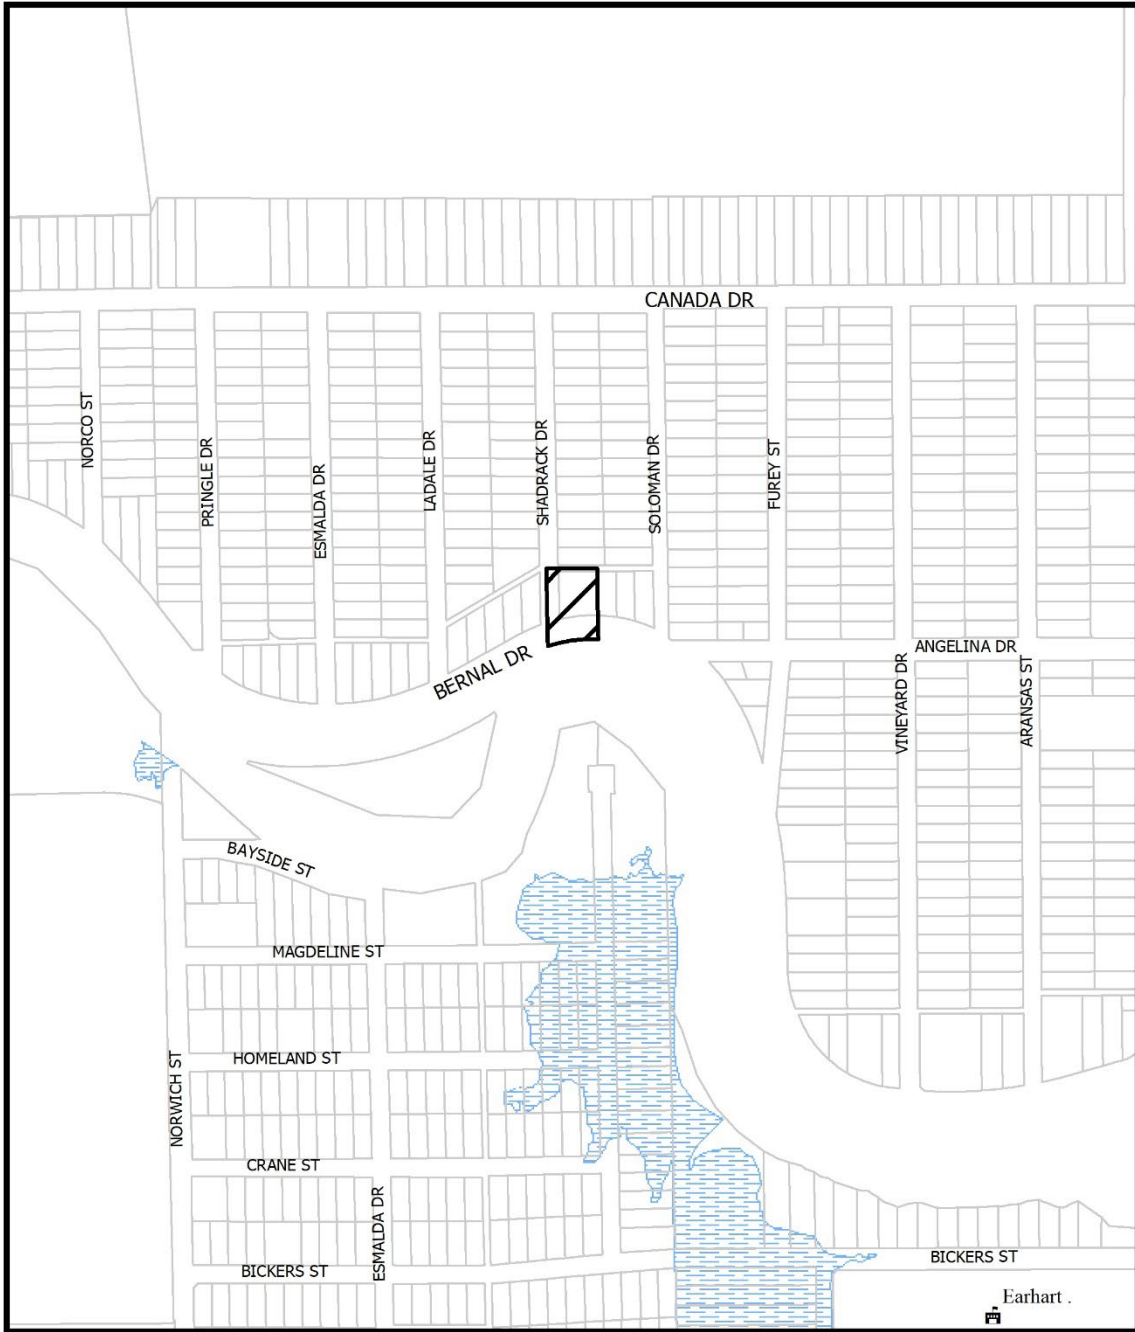 CANADA DR
NORCO ST
PRINGLE DR
ESMALDA DR
LADALE DR
SHADRACK DR
SOLOMAN DR
FUREY ST
BERNAL DR
ANGELINA DR
VINEYARD DR
ARANSAS ST
BAYSIDE ST
MAGDELINE ST
HOMELAND ST
NORWICH ST
CRANE ST
ESMALDA DR
BICKERS ST
BICKERS ST
Earhart .